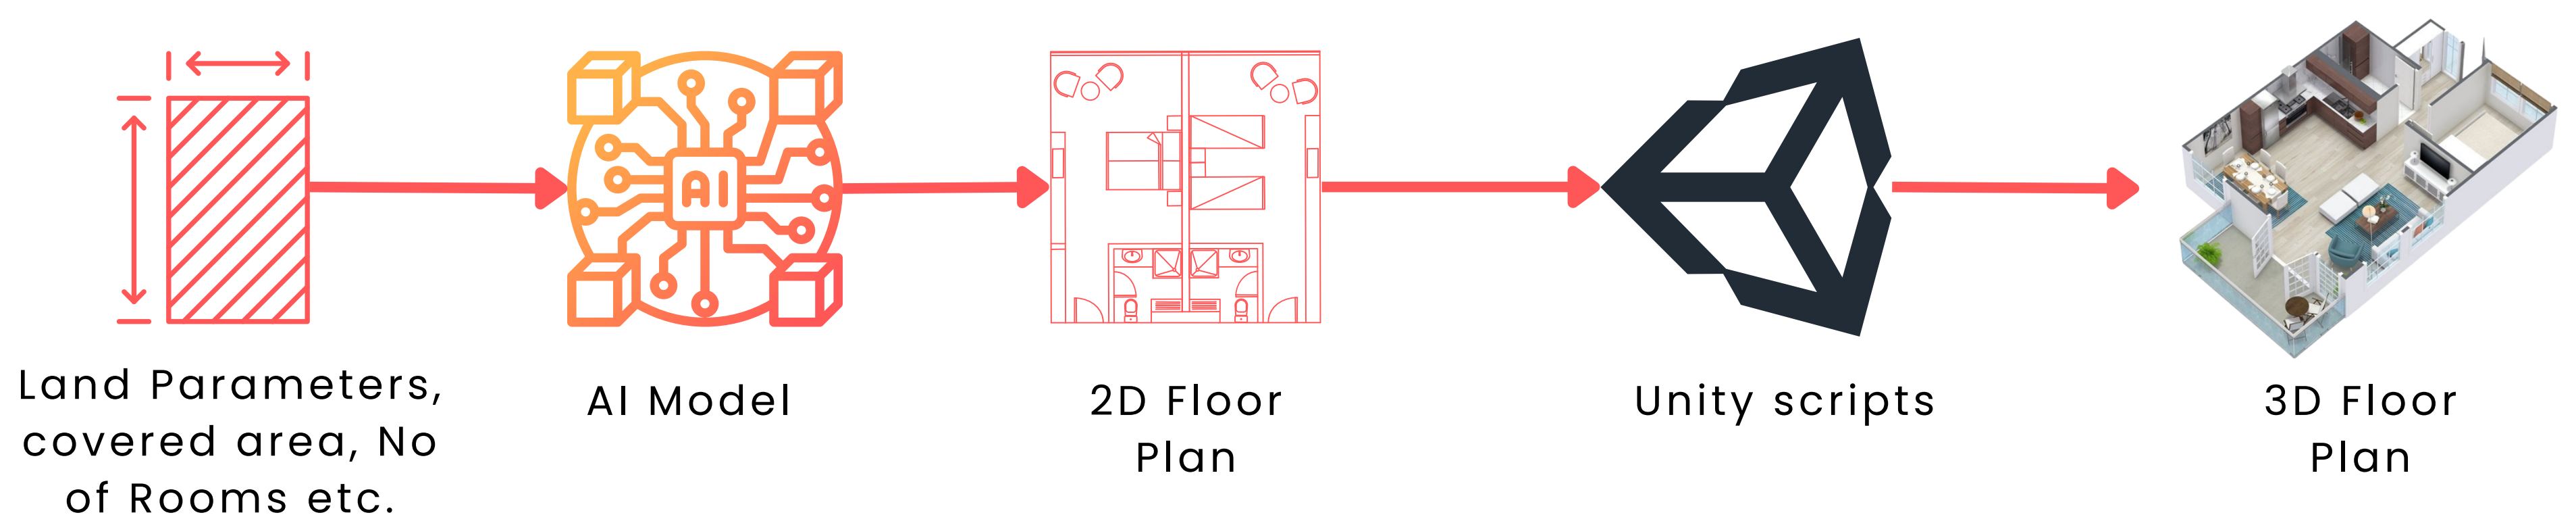 AI
Land Parameters,
covered area, No
of Rooms etc.
AI Model
2D Floor
Plan
Unity scripts
3D Floor
Plan